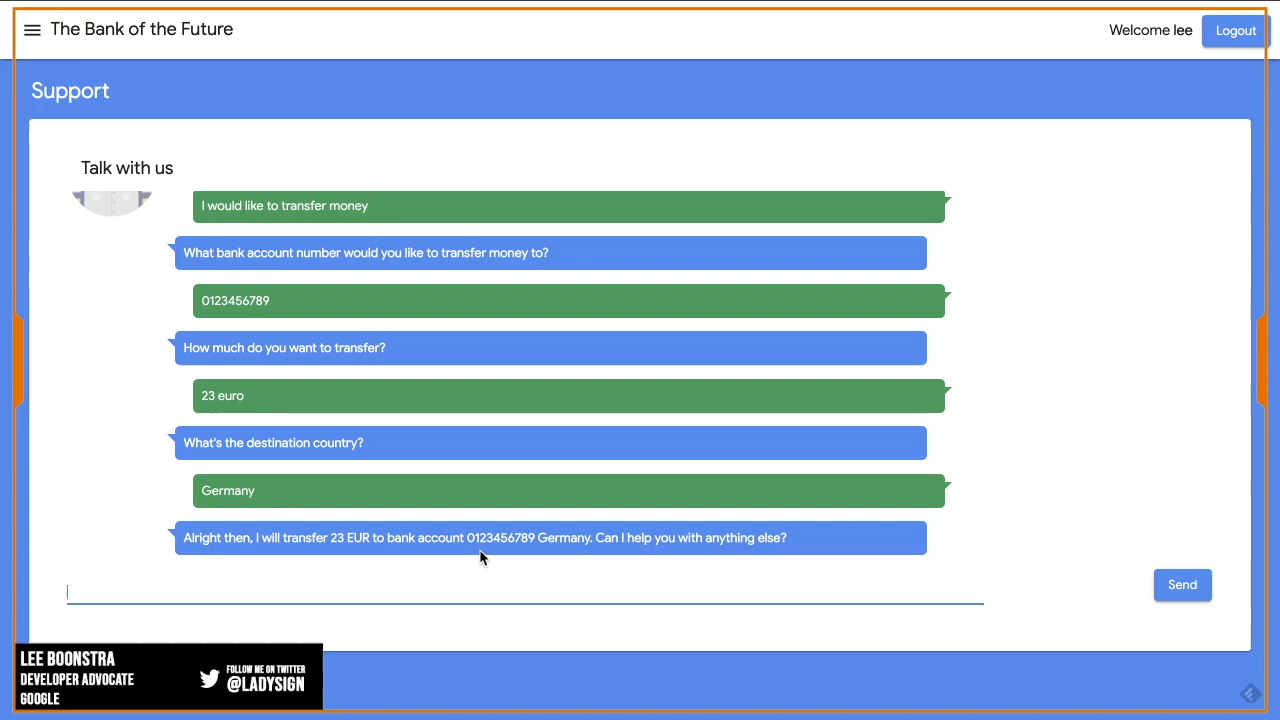 The Bank of the Future
Welcome lee
Logout
Support
Talk with us
I would like to transfer money
What bank account number would you like to transfer money to?
0123456789
How much do you want to transfer?
23 euro
What's the destination country?
Germany
Alright then, I will transfer 23 EUR to bank account 0123456789 Germany. Can I help you with anything else?
Send
LEE BOONSTRA
DEVELOPER ADVOCATE
GOOGLE
FOLLOW ME ON TWITTER
@LADYSIGN